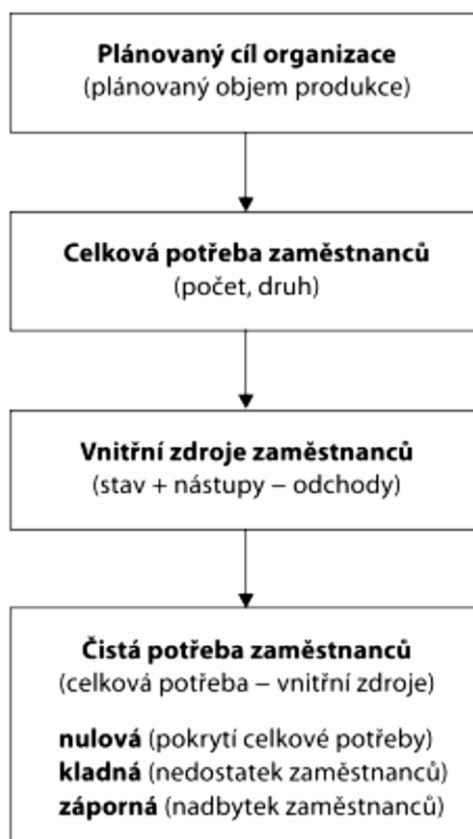 Plánovaný cíl organizace
(plánovaný objem produkce)
Celková potřeba zaměstnanců
(počet, druh)
Vnitřní zdroje zaměstnanců
(stav + nástupy – odchody)
Čistá potřeba zaměstnanců
(celková potřeba – vnitřní zdroje)
nulová (pokrytí celkové potřeby)
kladná (nedostatek zaměstnanců)
záporná (nadbytek zaměstnanců)